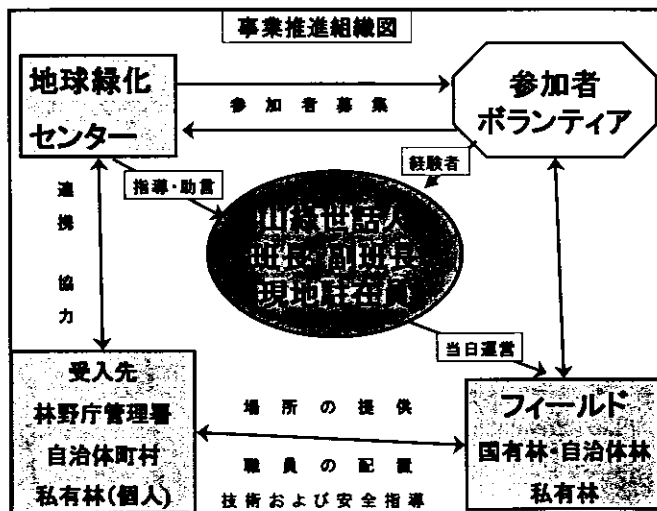 事業推進組織図
地球緑化
センター
参加者募集
参加者
ボランティア
経験者
指導・助言
連携 協力
山緑世話人
班長 副班長
現地駐在員
当日運営
受入先
林野庁管理署
自治体町村
私有林(個人)
場所の提供
職員の配置
技術および安全指導
フィールド
国有林・自治体林
私有林